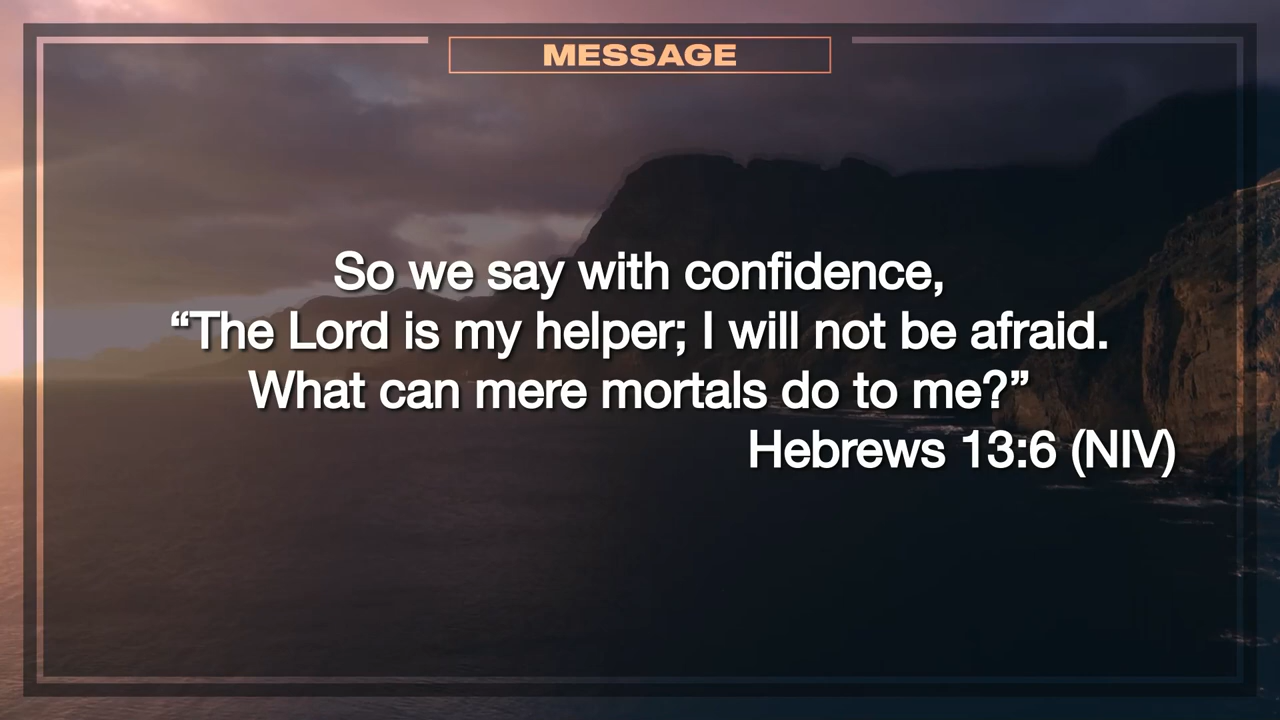 MESSAGE
So we say with confidence,
“The Lord is my helper; I will not be afraid.
What can mere mortals do to me?”
Hebrews 13:6 (NIV)